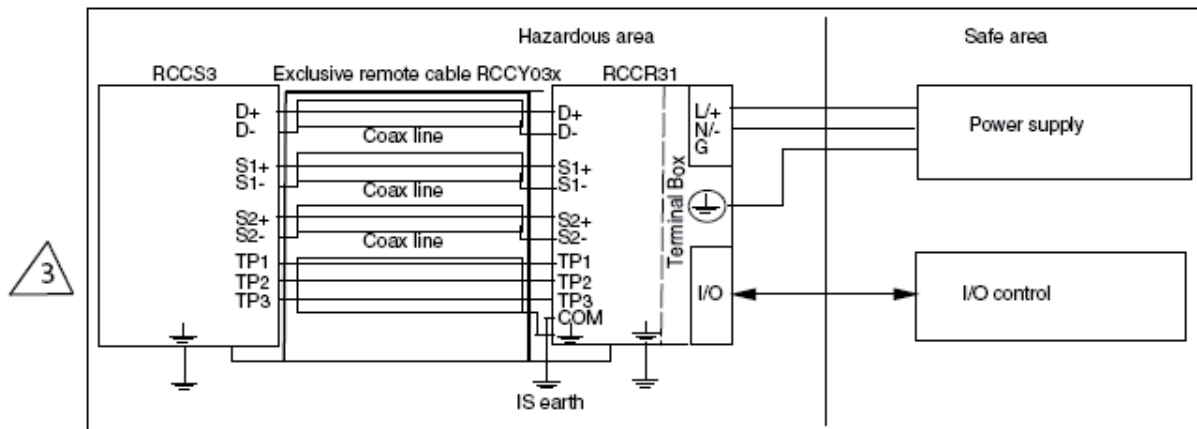 Hazardous area
Safe area
RCCS3
Exclusive remote cable RCCY03x
RCCR31
D+
D-
Coax line
S1+
S1-
Coax line
S2+
S2-
Coax line
TP1
TP2
TP3
D+
D-
S1+
S1-
S2+
S2-
TP1
TP2
TP3
COM
Terminal Box
L/+
N/-
G
I/O
Power supply
I/O control
IS earth
3